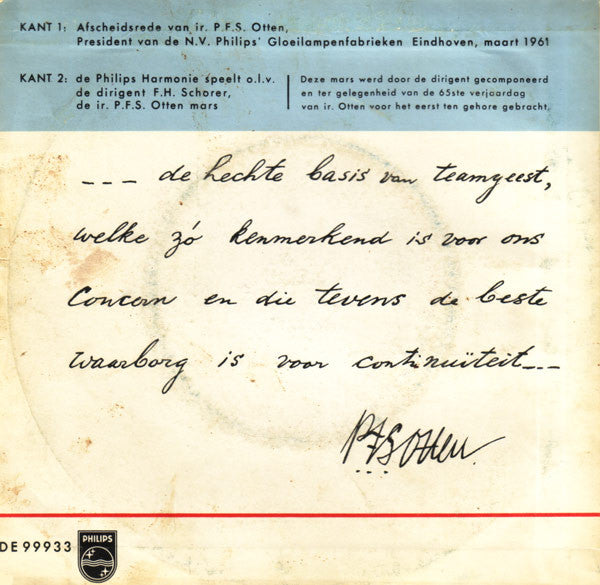 KANT 1: Afscheidsrede van ir. P.F.S. Otten,
President van de N.V. Philips' Gloeilampenfabrieken Eindhoven, maart 1961
KANT 2: de Philips Harmonie speelt o.l.v.
de dirigent F.H. Schorer,
de ir. P.F.S. Otten mars
Deze mars werd door de dirigent gecomponeerd
en ter gelegenheid van de 65ste verjaardag
van ir. Otten voor het eerst ten gehore gebracht.
--- de hechte basis van teamgeest,
welke zó kenmerkend is voor ons
Concern en die tevens de beste
waarborg is voor continuïteit---
PFS Otten.
DE 99933
PHILIPS